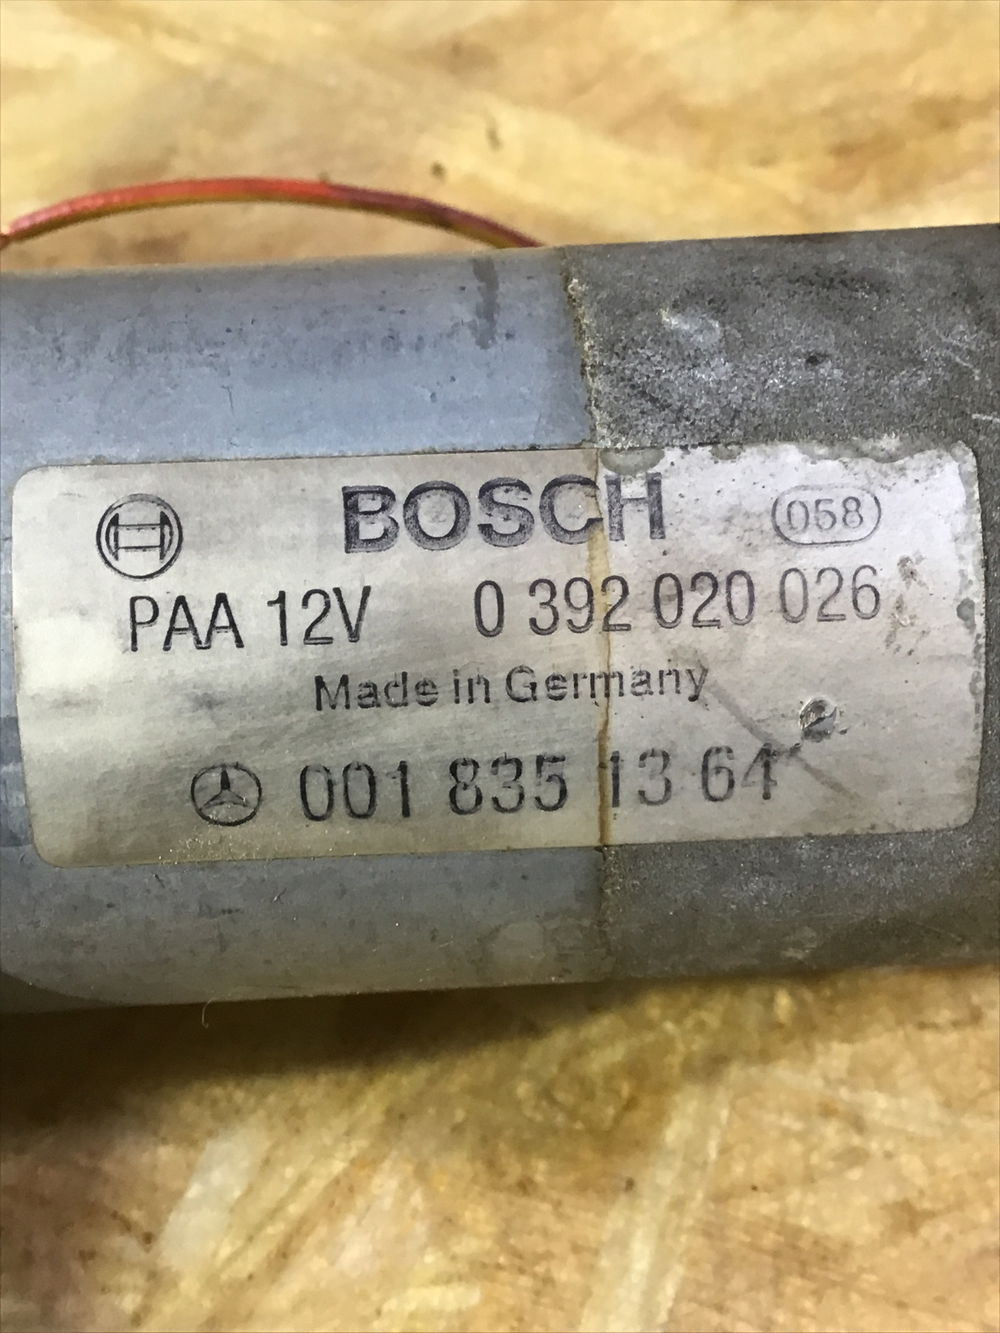 BOSCH 058
PAA 12V 0 392 020 026
Made in Germany
001 835 13 64